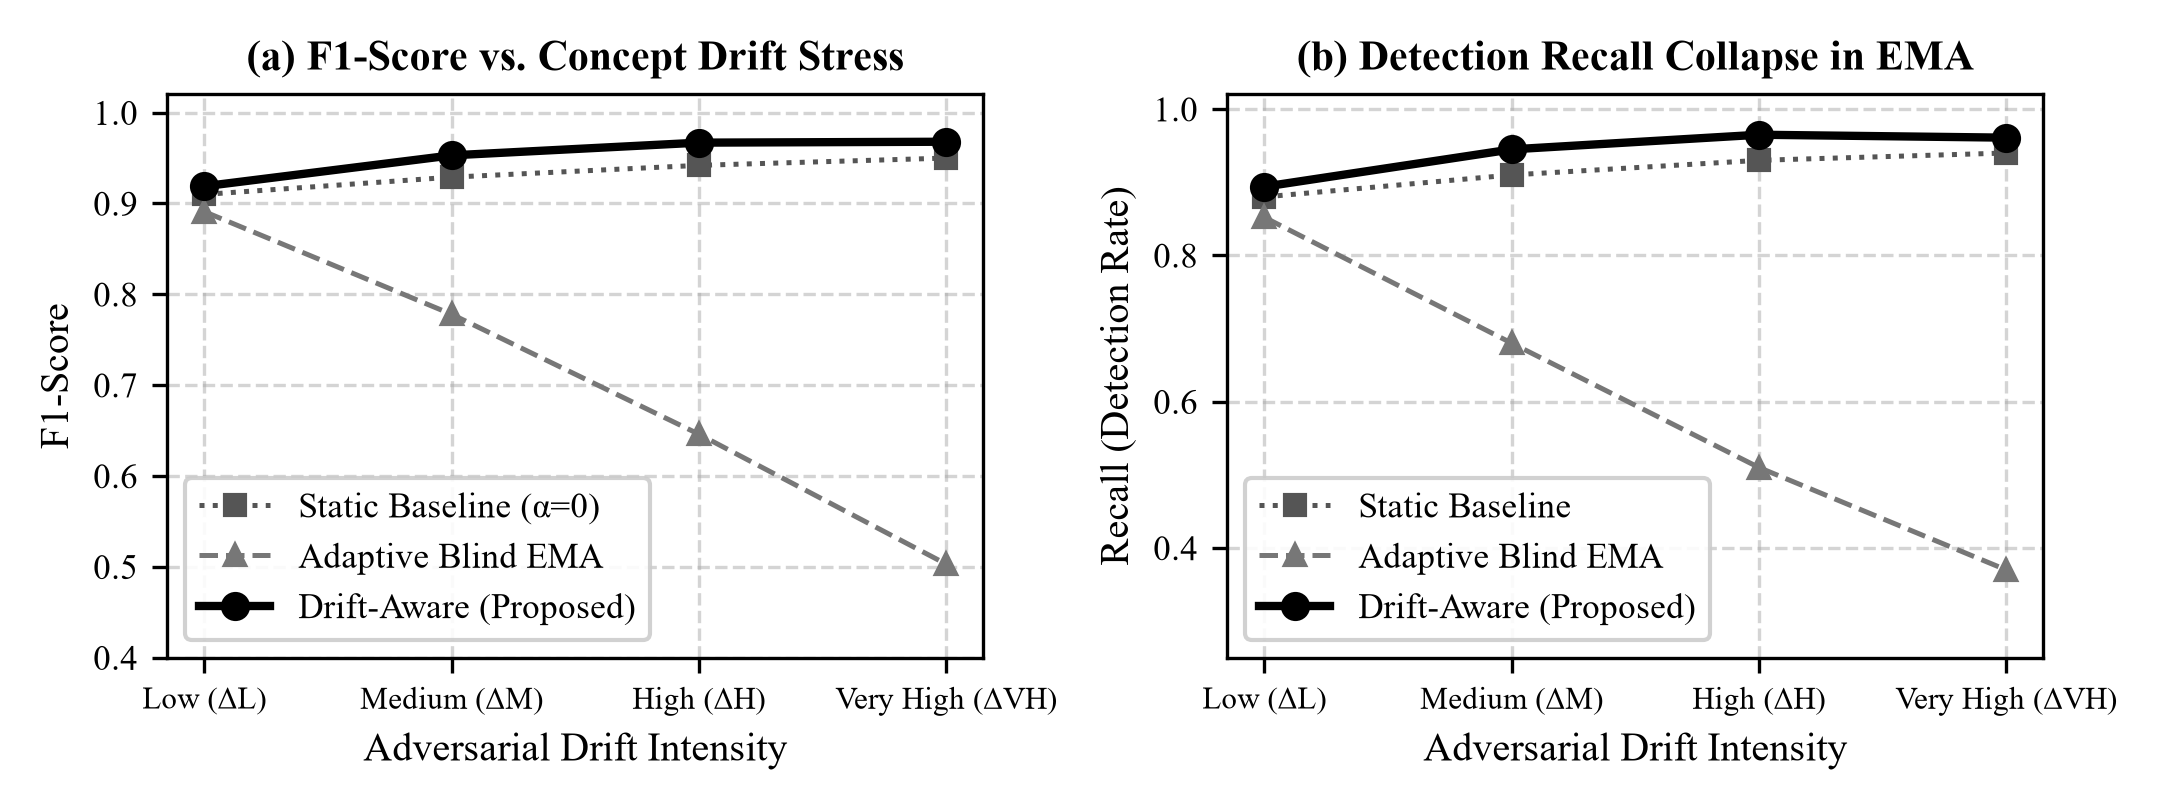 (a) F1-Score vs. Concept Drift Stress
F1-Score
1.0
0.9
0.8
0.7
0.6
0.5
0.4
Static Baseline (α=0)
Adaptive Blind EMA
Drift-Aware (Proposed)
Low (ΔL) Medium (ΔM) High (ΔH) Very High (ΔVH)
Adversarial Drift Intensity
(b) Detection Recall Collapse in EMA
Recall (Detection Rate)
1.0
0.8
0.6
0.4
Static Baseline
Adaptive Blind EMA
Drift-Aware (Proposed)
Low (ΔL) Medium (ΔM) High (ΔH) Very High (ΔVH)
Adversarial Drift Intensity